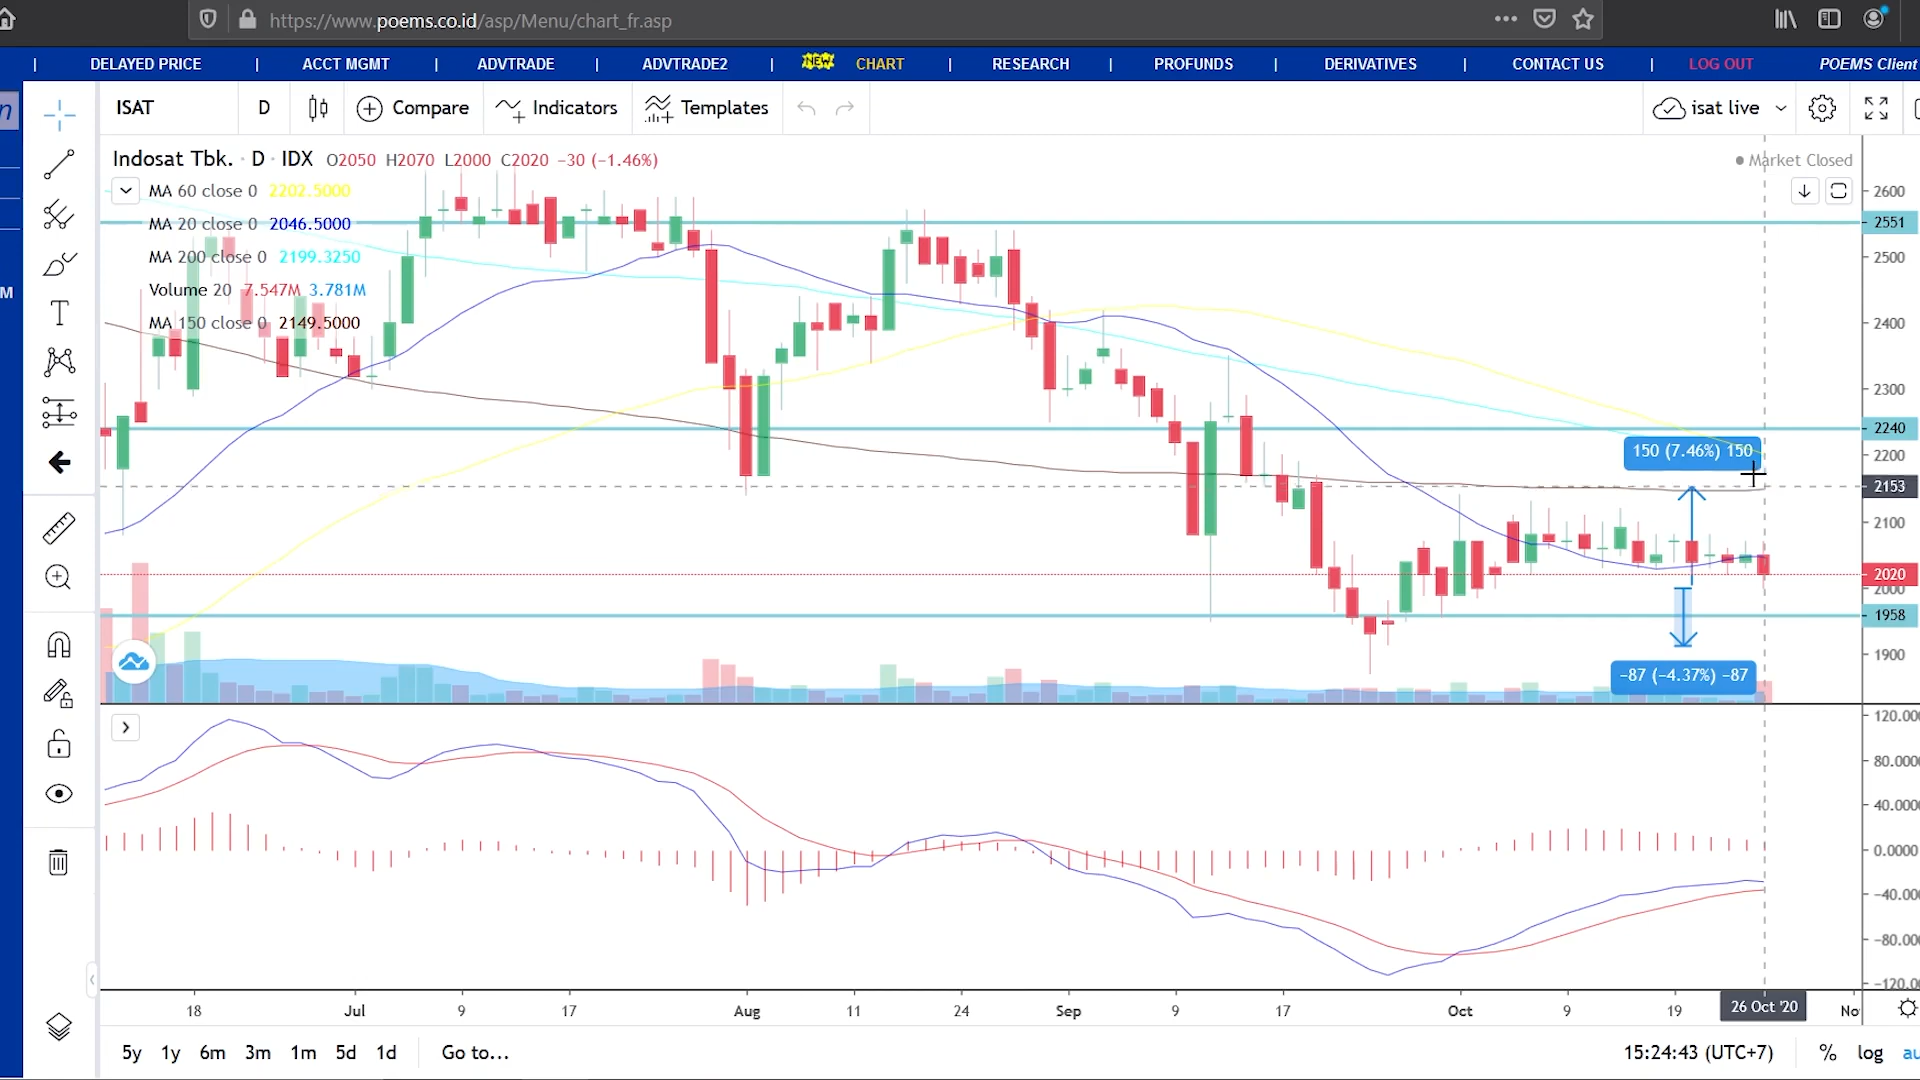 https://www.poems.co.id/asp/Menu/chart_fr.asp
| DELAYED PRICE | ACCT MGMT | ADVTRADE | ADVTRADE2 | NEW CHART | RESEARCH | PROFUNDS | DERIVATIVES | CONTACT US | LOG OUT POEMS Client
n
M
ISAT D Compare Indicators Templates isat live
Indosat Tbk. · D · IDX O2050 H2070 L2000 C2020 −30 (−1.46%) Market Closed
MA 60 close 0 2202.5000
MA 20 close 0 2046.5000
MA 200 close 0 2199.3250
Volume 20 7.547M 3.781M
MA 150 close 0 2149.5000
T
2600
2551
2500
2400
2300
2240
2200
2153
2100
2020
2000
1958
1900
150 (7.46%) 150
−87 (−4.37%) −87
120.000
80.0000
40.0000
0.0000
−40.000
−80.000
−120.00
18 Jul 9 17 Aug 11 24 Sep 9 17 Oct 9 19 26 Oct '20 No
5y 1y 6m 3m 1m 5d 1d Go to... 15:24:43 (UTC+7) % log au